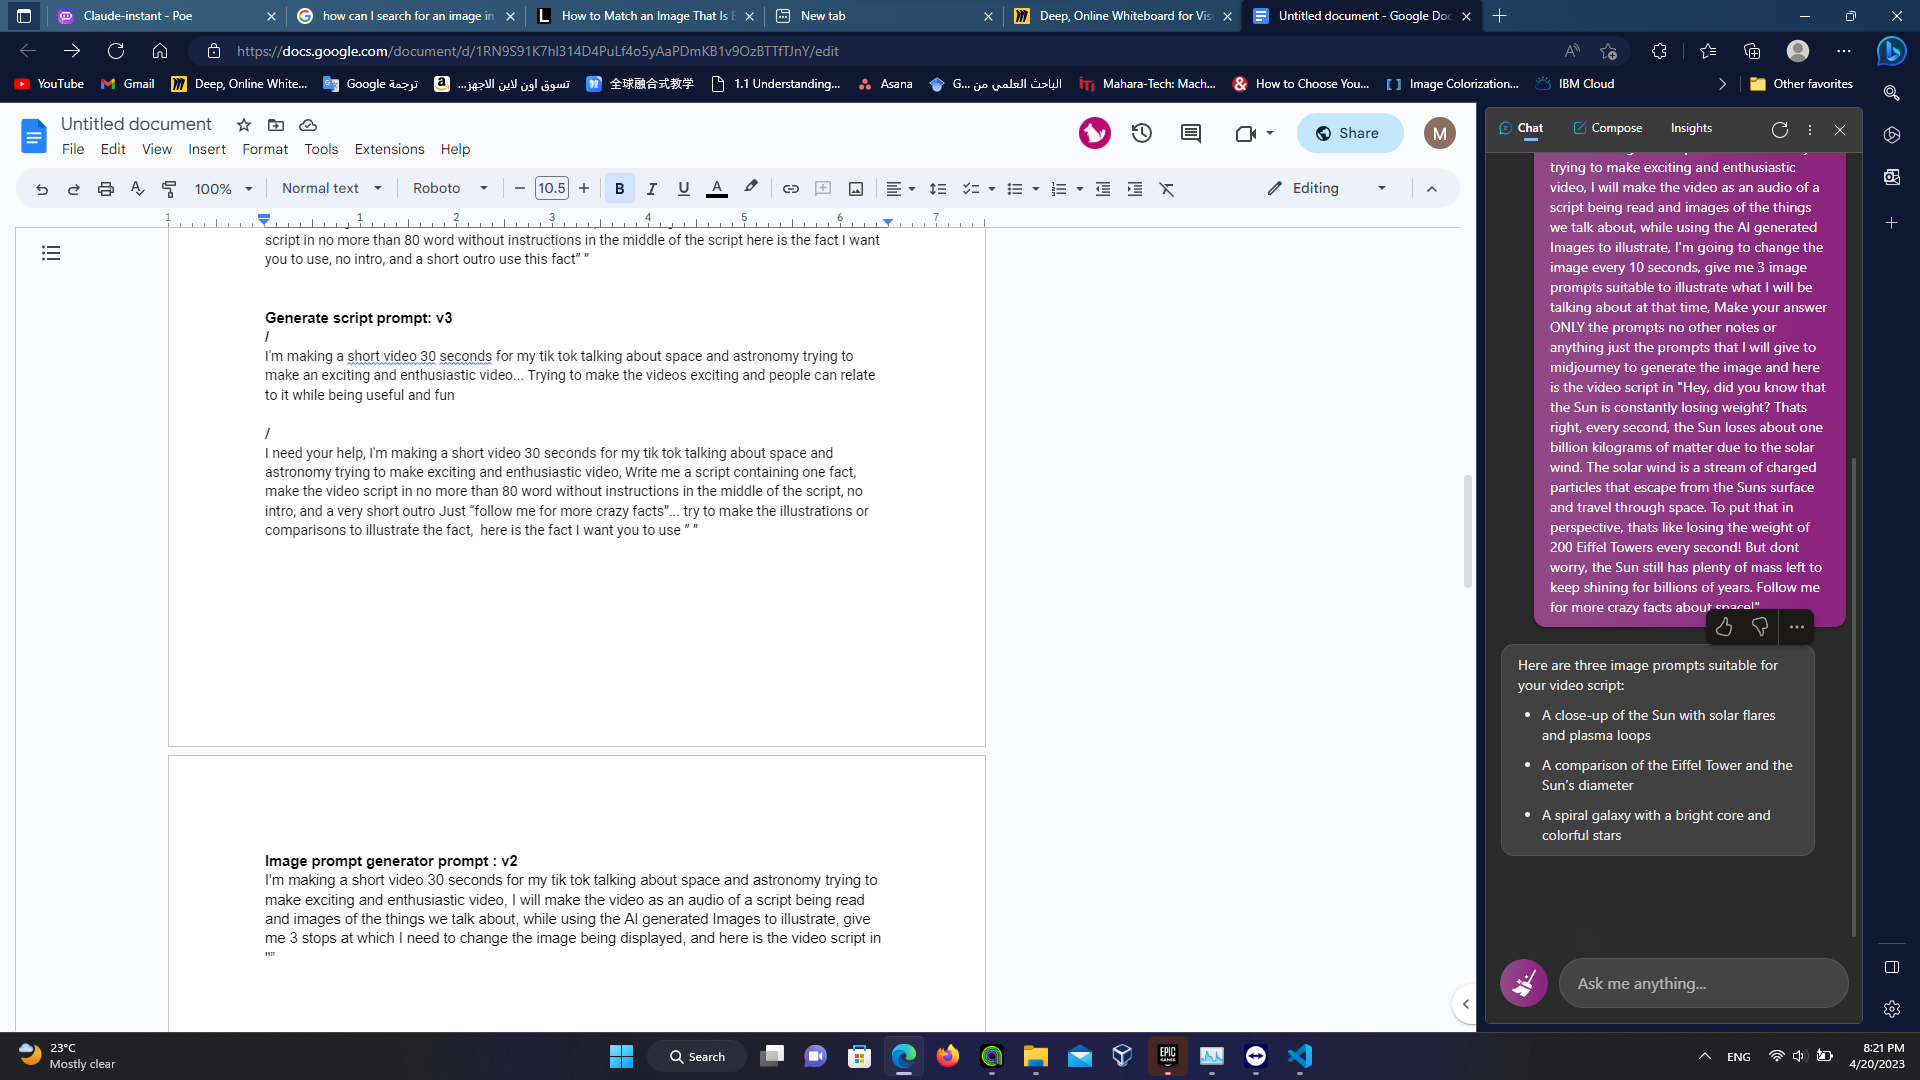 Claude-instant - Poe
how can I search for an image in
How to Match an Image That Is E
New tab
Deep, Online Whiteboard for Vis
Untitled document - Google Doc
https://docs.google.com/document/d/1RN9S91K7hI314D4PuLf4o5yAaPDmKB1v9OzBTTfTJnY/edit
YouTube
Gmail
Deep, Online White...
Google ترجمة
تسوق اون لاين الاجهز...
全球融合式教学
1.1 Understanding...
Asana
الباحث العلمي من G...
Mahara-Tech: Mach...
How to Choose You...
Image Colorization...
IBM Cloud
Other favorites
Untitled document
File Edit View Insert Format Tools Extensions Help
Share
M
100%
Normal text
Roboto
10.5
B I U A
Editing
1 1 2 3 4 5 6 7
script in no more than 80 word without instructions in the middle of the script here is the fact I want
you to use, no intro, and a short outro use this fact” ”
Generate script prompt: v3
/
I'm making a short video 30 seconds for my tik tok talking about space and astronomy trying to
make an exciting and enthusiastic video... Trying to make the videos exciting and people can relate
to it while being useful and fun
/
I need your help, I'm making a short video 30 seconds for my tik tok talking about space and
astronomy trying to make exciting and enthusiastic video, Write me a script containing one fact,
make the video script in no more than 80 word without instructions in the middle of the script, no
intro, and a very short outro Just “follow me for more crazy facts”... try to make the illustrations or
comparisons to illustrate the fact,  here is the fact I want you to use ” ”
Image prompt generator prompt : v2
I'm making a short video 30 seconds for my tik tok talking about space and astronomy trying to
make exciting and enthusiastic video, I will make the video as an audio of a script being read
and images of the things we talk about, while using the AI generated Images to illustrate, give
me 3 stops at which I need to change the image being displayed, and here is the video script in
"”
Chat
Compose
Insights
trying to make exciting and enthusiastic
video, I will make the video as an audio of a
script being read and images of the things
we talk about, while using the AI generated
Images to illustrate, I'm going to change the
image every 10 seconds, give me 3 image
prompts suitable to illustrate what I will be
talking about at that time, Make your answer
ONLY the prompts no other notes or
anything just the prompts that I will give to
midjourney to generate the image and here
is the video script in "Hey, did you know that
the Sun is constantly losing weight? Thats
right, every second, the Sun loses about one
billion kilograms of matter due to the solar
wind. The solar wind is a stream of charged
particles that escape from the Suns surface
and travel through space. To put that in
perspective, thats like losing the weight of
200 Eiffel Towers every second! But dont
worry, the Sun still has plenty of mass left to
keep shining for billions of years. Follow me
for more crazy facts about space!"
Here are three image prompts suitable for
your video script:
• A close-up of the Sun with solar flares
and plasma loops
• A comparison of the Eiffel Tower and the
Sun's diameter
• A spiral galaxy with a bright core and
colorful stars
Ask me anything...
23°C
Mostly clear
Search
EPIC
GAMES
ENG
8:21 PM
4/20/2023